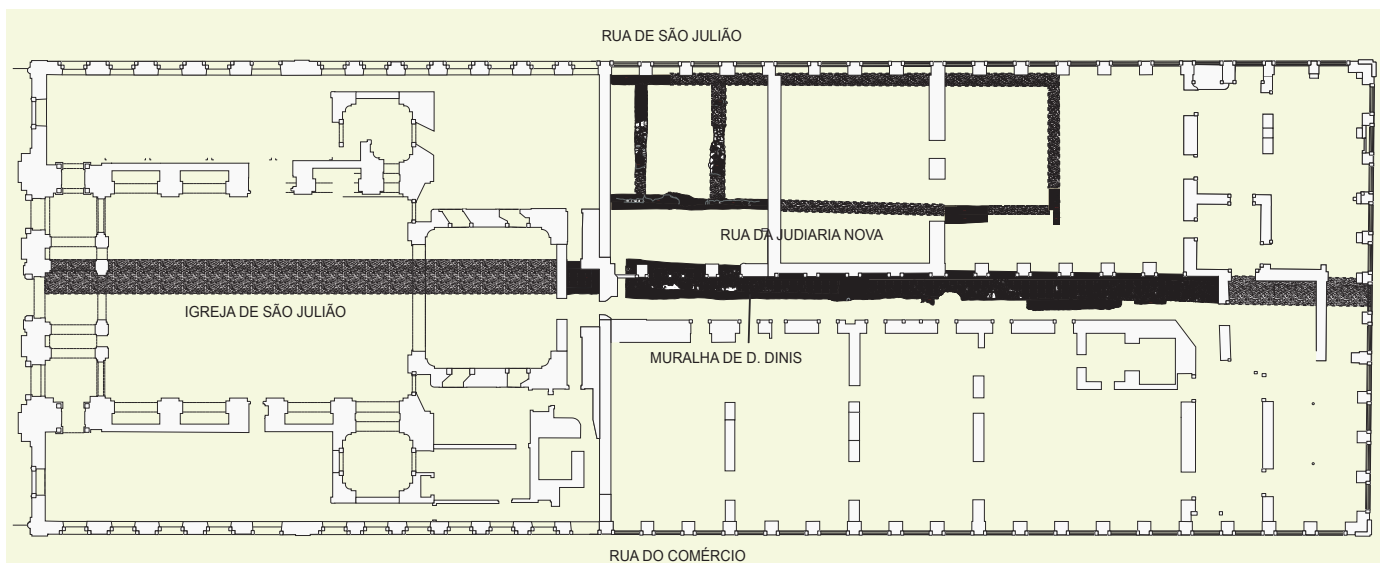 RUA DE SÃO JULIÃO
RUA DA JUDIARIA NOVA
IGREJA DE SÃO JULIÃO
MURALHA DE D. DINIS
RUA DO COMÉRCIO